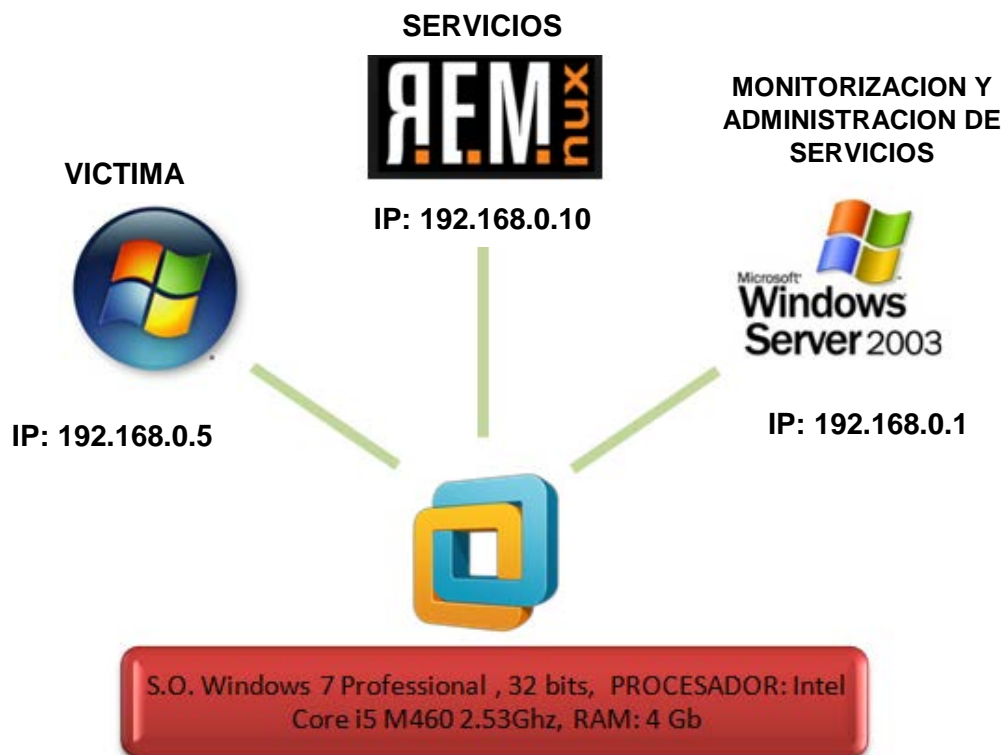 SERVICIOS
REM nux
MONITORIZACION Y
ADMINISTRACION DE
SERVICIOS
VICTIMA
IP: 192.168.0.10
Microsoft
Windows
Server 2003
IP: 192.168.0.5
IP: 192.168.0.1
S.O. Windows 7 Professional , 32 bits, PROCESADOR: Intel
Core i5 M460 2.53Ghz, RAM: 4 Gb